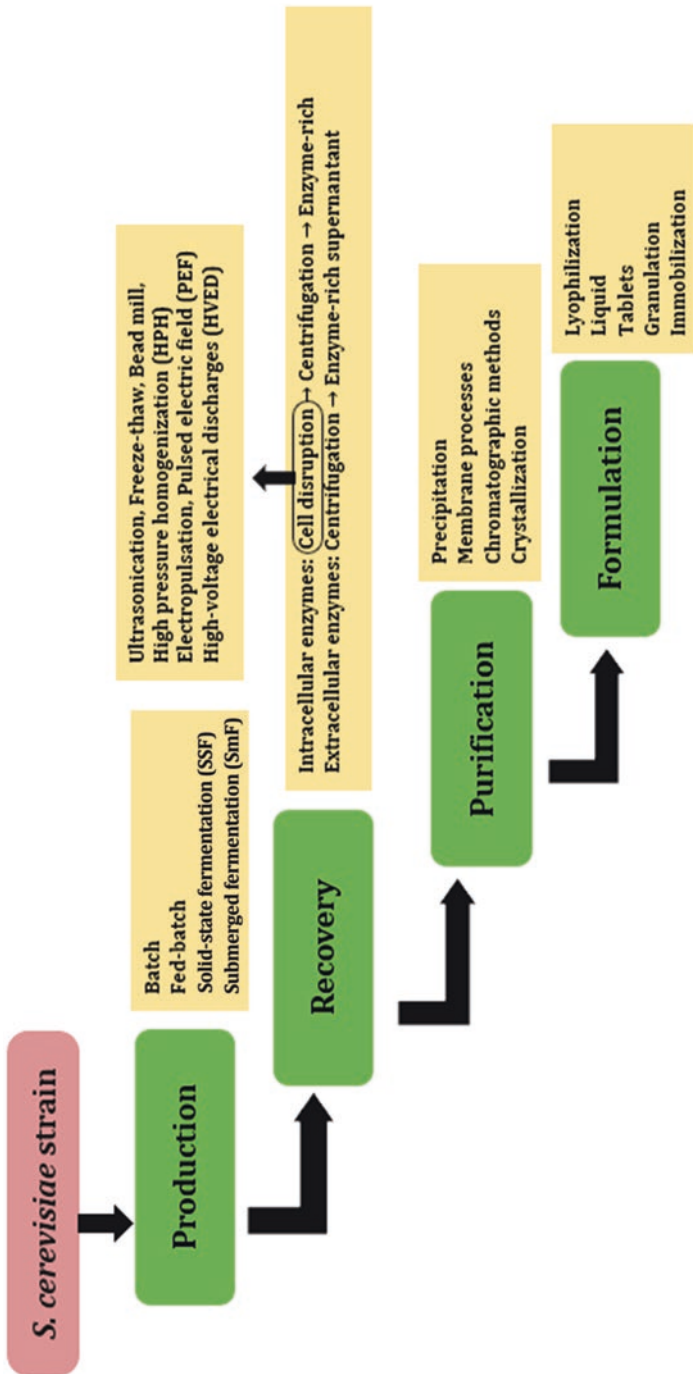 S. cerevisiae strain
Production
Batch
Fed-batch
Solid-state fermentation (SSF)
Submerged fermentation (SmF)
Ultrasonication, Freeze-thaw, Bead mill,
High pressure homogenization (HPH)
Electropulsation, Pulsed electric field (PEF)
High-voltage electrical discharges (HVED)
Recovery
Intracellular enzymes: Cell disruption → Centrifugation → Enzyme-rich
Extracellular enzymes: Centrifugation → Enzyme-rich supernantant
Purification
Precipitation
Membrane processes
Chromatographic methods
Crystallization
Formulation
Lyophilization
Liquid
Tablets
Granulation
Immobilization